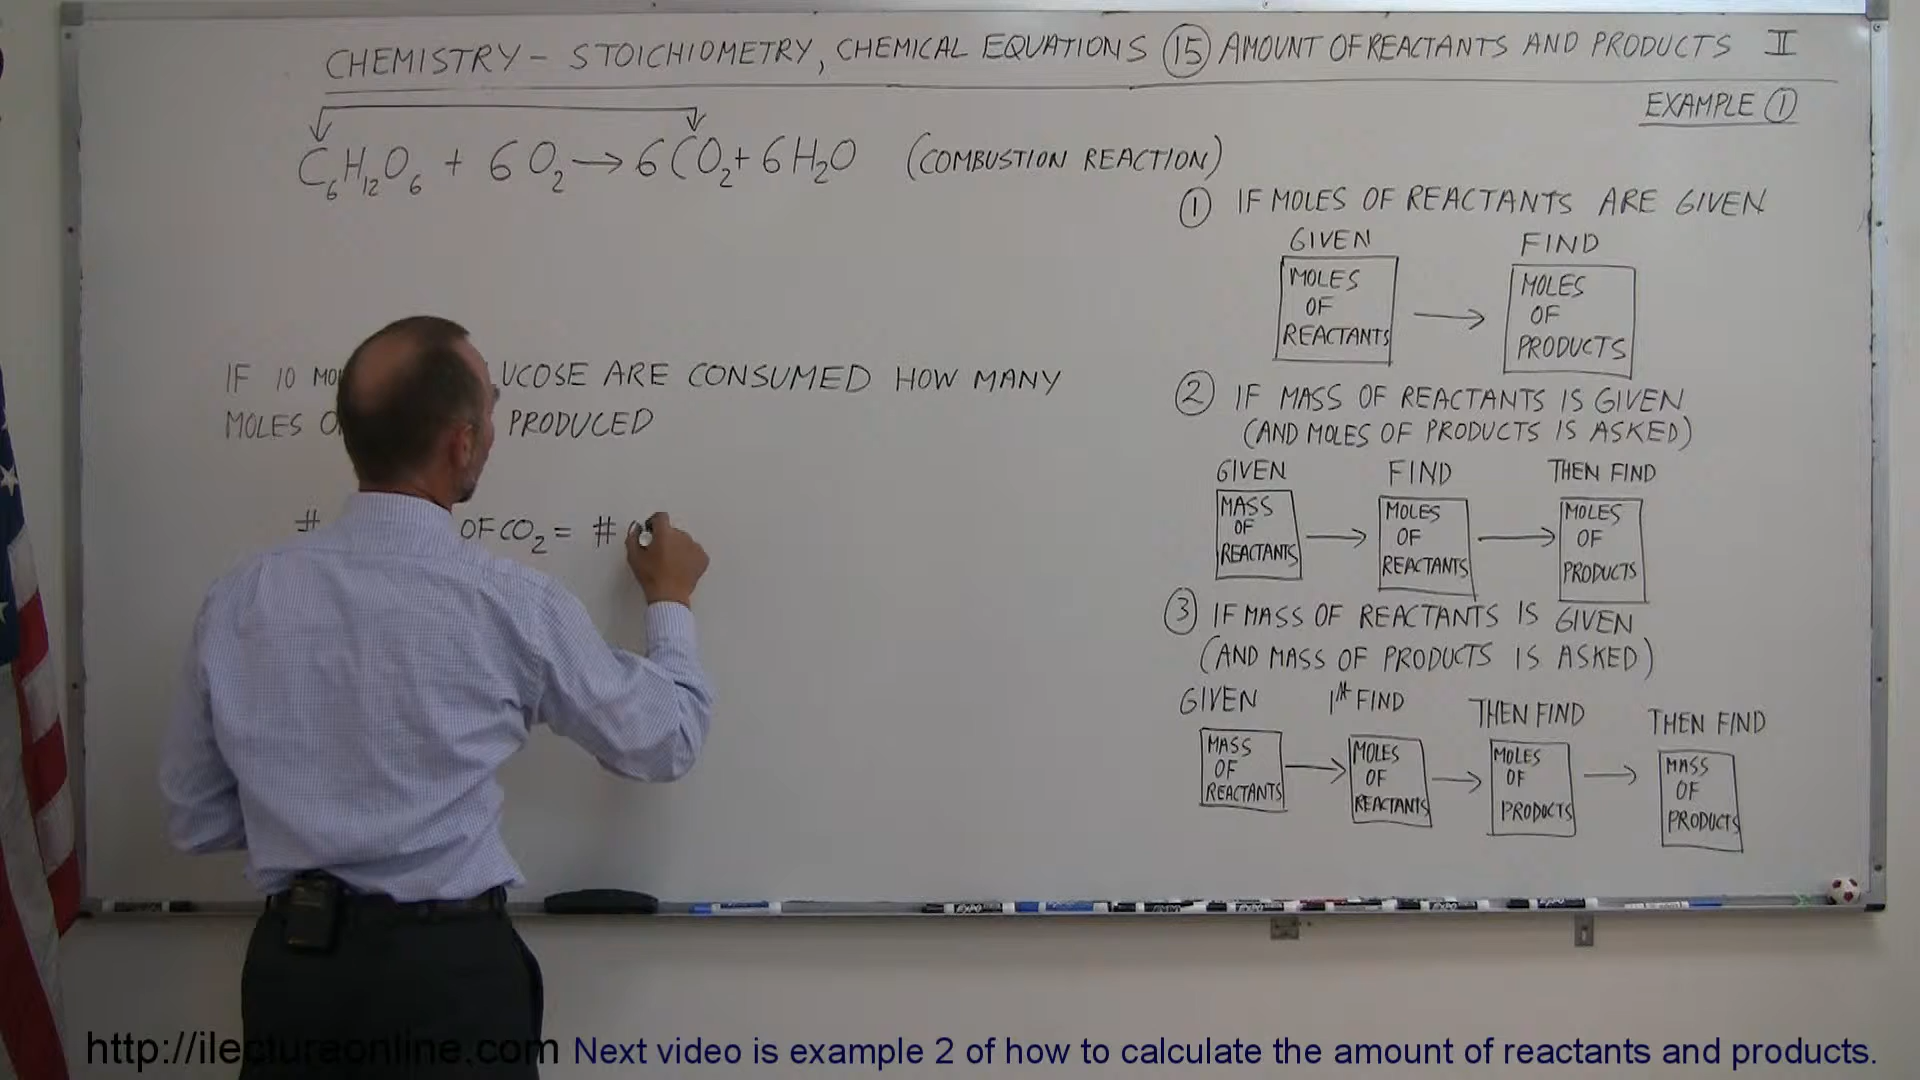 CHEMISTRY - STOICHIOMETRY, CHEMICAL EQUATIONS 15 AMOUNT OF REACTANTS AND PRODUCTS II
EXAMPLE 1
C6H12O6 + 6O2 → 6CO2 + 6H2O (COMBUSTION REACTION)
IF 10 UCOSE ARE CONSUMED HOW MANY
MOLES PRODUCED
# OF CO2 = #
1 IF MOLES OF REACTANTS ARE GIVEN
GIVEN FIND
MOLES
OF
REACTANTS
MOLES
OF
PRODUCTS
2 IF MASS OF REACTANTS IS GIVEN
(AND MOLES OF PRODUCTS IS ASKED)
GIVEN FIND THEN FIND
MASS
OF
REACTANTS
MOLES
OF
REACTANTS
MOLES
OF
PRODUCTS
3 IF MASS OF REACTANTS IS GIVEN
(AND MASS OF PRODUCTS IS ASKED)
GIVEN 1st FIND THEN FIND THEN FIND
MASS
OF
REACTANTS
MOLES
OF
REACTANTS
MOLES
OF
PRODUCTS
MASS
OF
PRODUCTS
http://ilectureonline.com Next video is example 2 of how to calculate the amount of reactants and products.